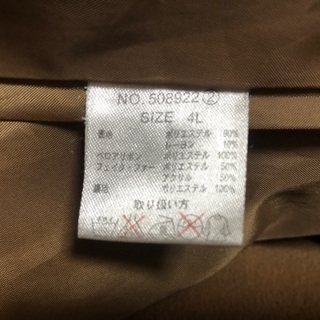 NO. 508922②
SIZE 4L
表地 ポリエステル 90%
レーヨン 10%
ベロアリボン ポリエステル 100%
フェイク・ファー ポリエステル 50%
アクリル 50%
裏地 ポリエステル 100%
取り扱い方